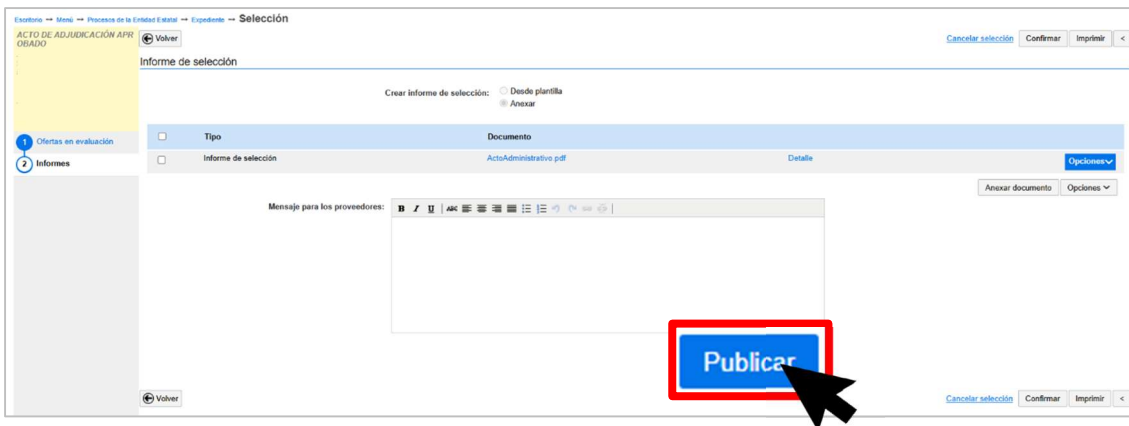 Escritorio → Menú → Procesos de la Entidad Estatal → Expediente → Selección
ACTO DE ADJUDICACIÓN APR
OBADO
Volver
Cancelar selección Confirmar Imprimir <
Informe de selección
Crear informe de selección: Desde plantilla
Anexar
1 Ofertas en evaluación
2 Informes
Tipo Documento
Informe de selección ActoAdministrativo.pdf Detalle Opciones
Anexar documento Opciones
Mensaje para los proveedores: B I U ABC
Publicar
Volver
Cancelar selección Confirmar Imprimir <